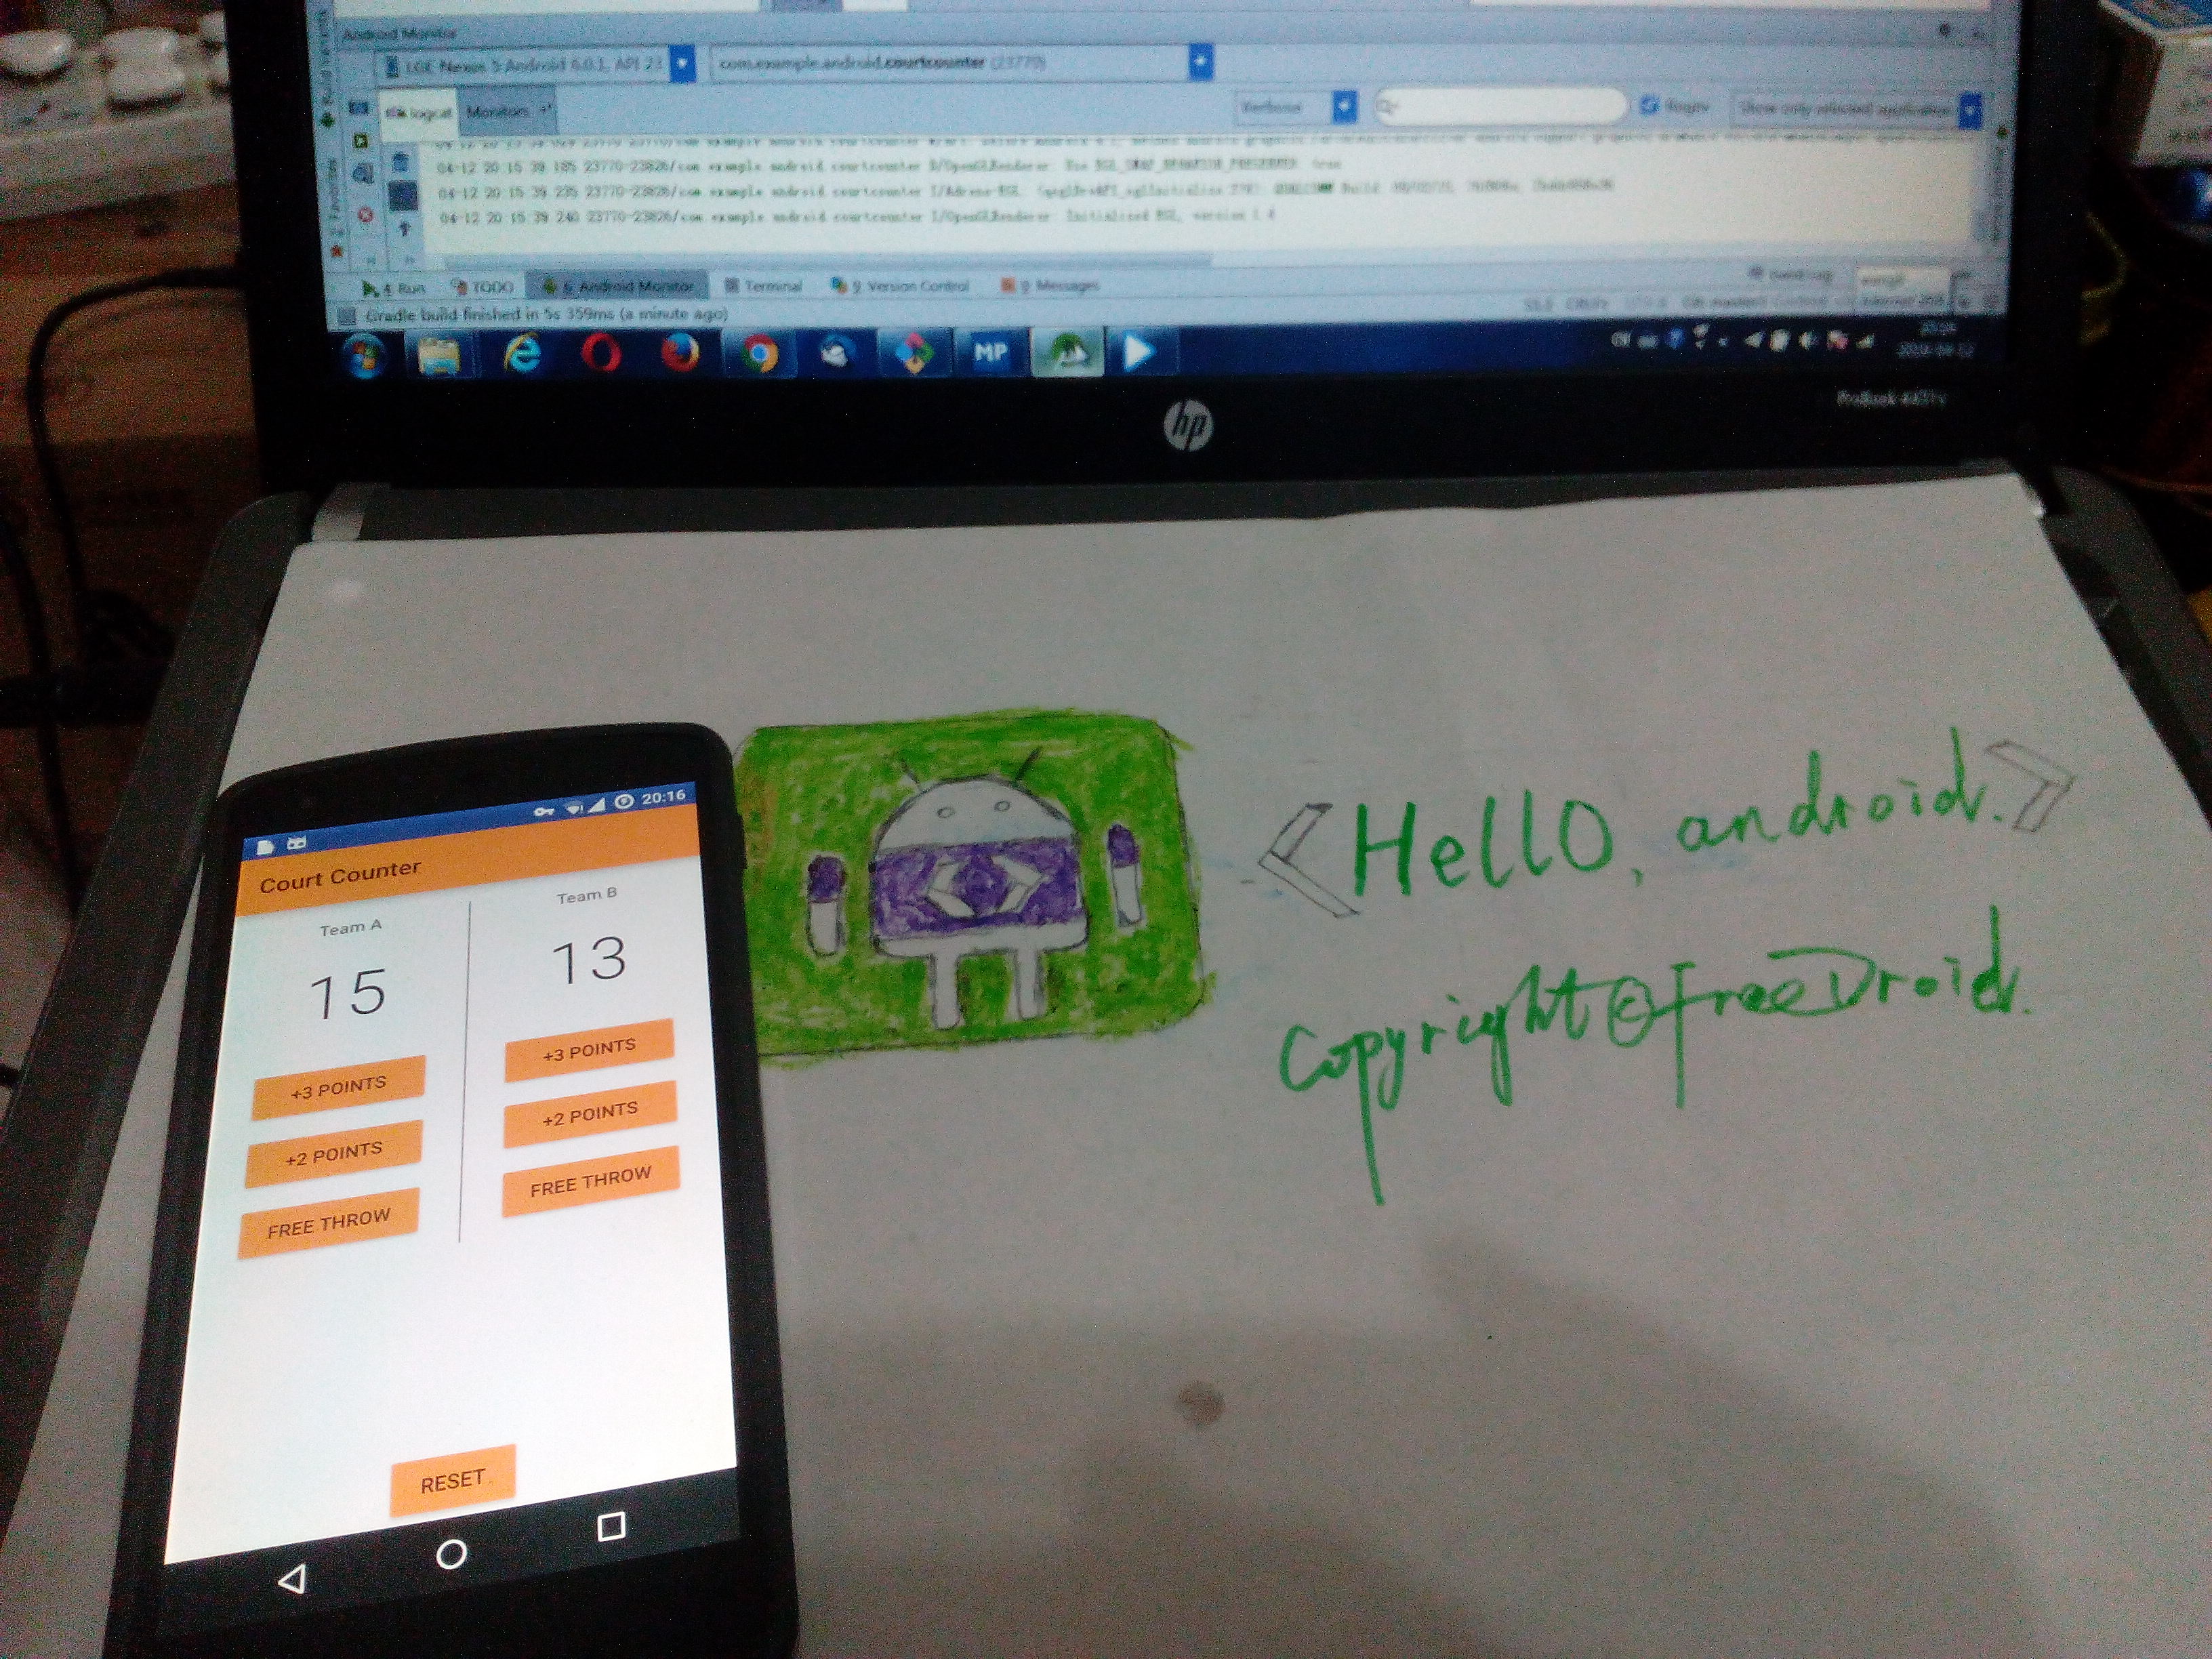 Android Monitor
LGE Nexus 5 Android 6.0.1, API 23
com.example.android.courtcounter (23770)
logcat Monitors
Verbose Regex Show only selected application
04-12 20:15:39.185 23770-23826/com.example.android.courtcounter D/OpenGLRenderer: Use EGL_SWAP_BEHAVIOR_PRESERVED: true
04-12 20:15:39.235 23770-23826/com.example.android.courtcounter I/Adreno-EGL:
04-12 20:15:39.240 23770-23826/com.example.android.courtcounter I/OpenGLRenderer: Initialized EGL, version 1.4
4: Run TODO 6: Android Monitor Terminal 9: Version Control 0: Messages Event Log
Gradle build finished in 5s 359ms (a minute ago)
MP
hp
ProBook
<Hello, android.>
Copyright©FreeDroid.
20:16
Court Counter
Team A Team B
15 13
+3 POINTS +3 POINTS
+2 POINTS +2 POINTS
FREE THROW FREE THROW
RESET